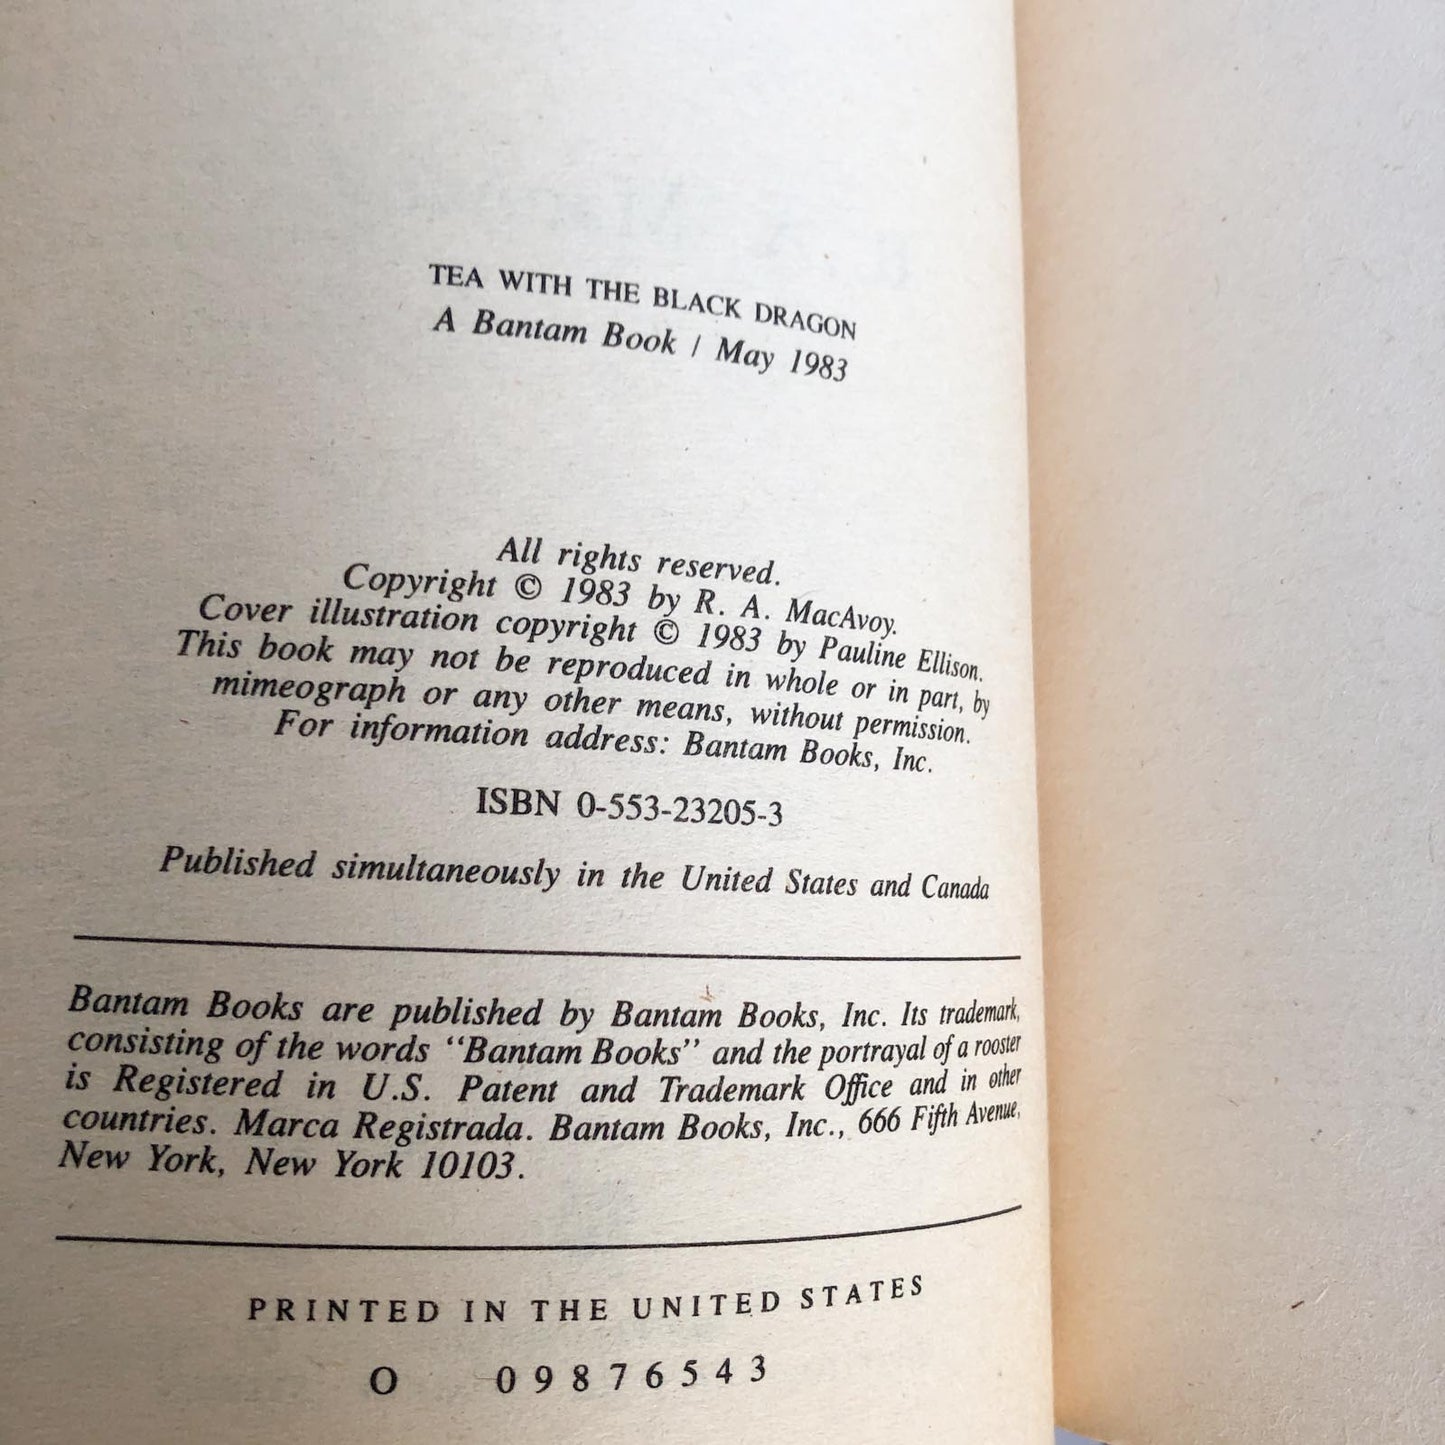 TEA WITH THE BLACK DRAGON
A Bantam Book / May 1983
All rights reserved.
Copyright © 1983 by R. A. MacAvoy.
Cover illustration copyright © 1983 by Pauline Ellison.
This book may not be reproduced in whole or in part, by
mimeograph or any other means, without permission.
For information address: Bantam Books, Inc.
ISBN 0-553-23205-3
Published simultaneously in the United States and Canada
Bantam Books are published by Bantam Books, Inc. Its trademark,
consisting of the words "Bantam Books" and the portrayal of a rooster
is Registered in U.S. Patent and Trademark Office and in other
countries. Marca Registrada. Bantam Books, Inc., 666 Fifth Avenue,
New York, New York 10103.
PRINTED IN THE UNITED STATES
O 0 9 8 7 6 5 4 3